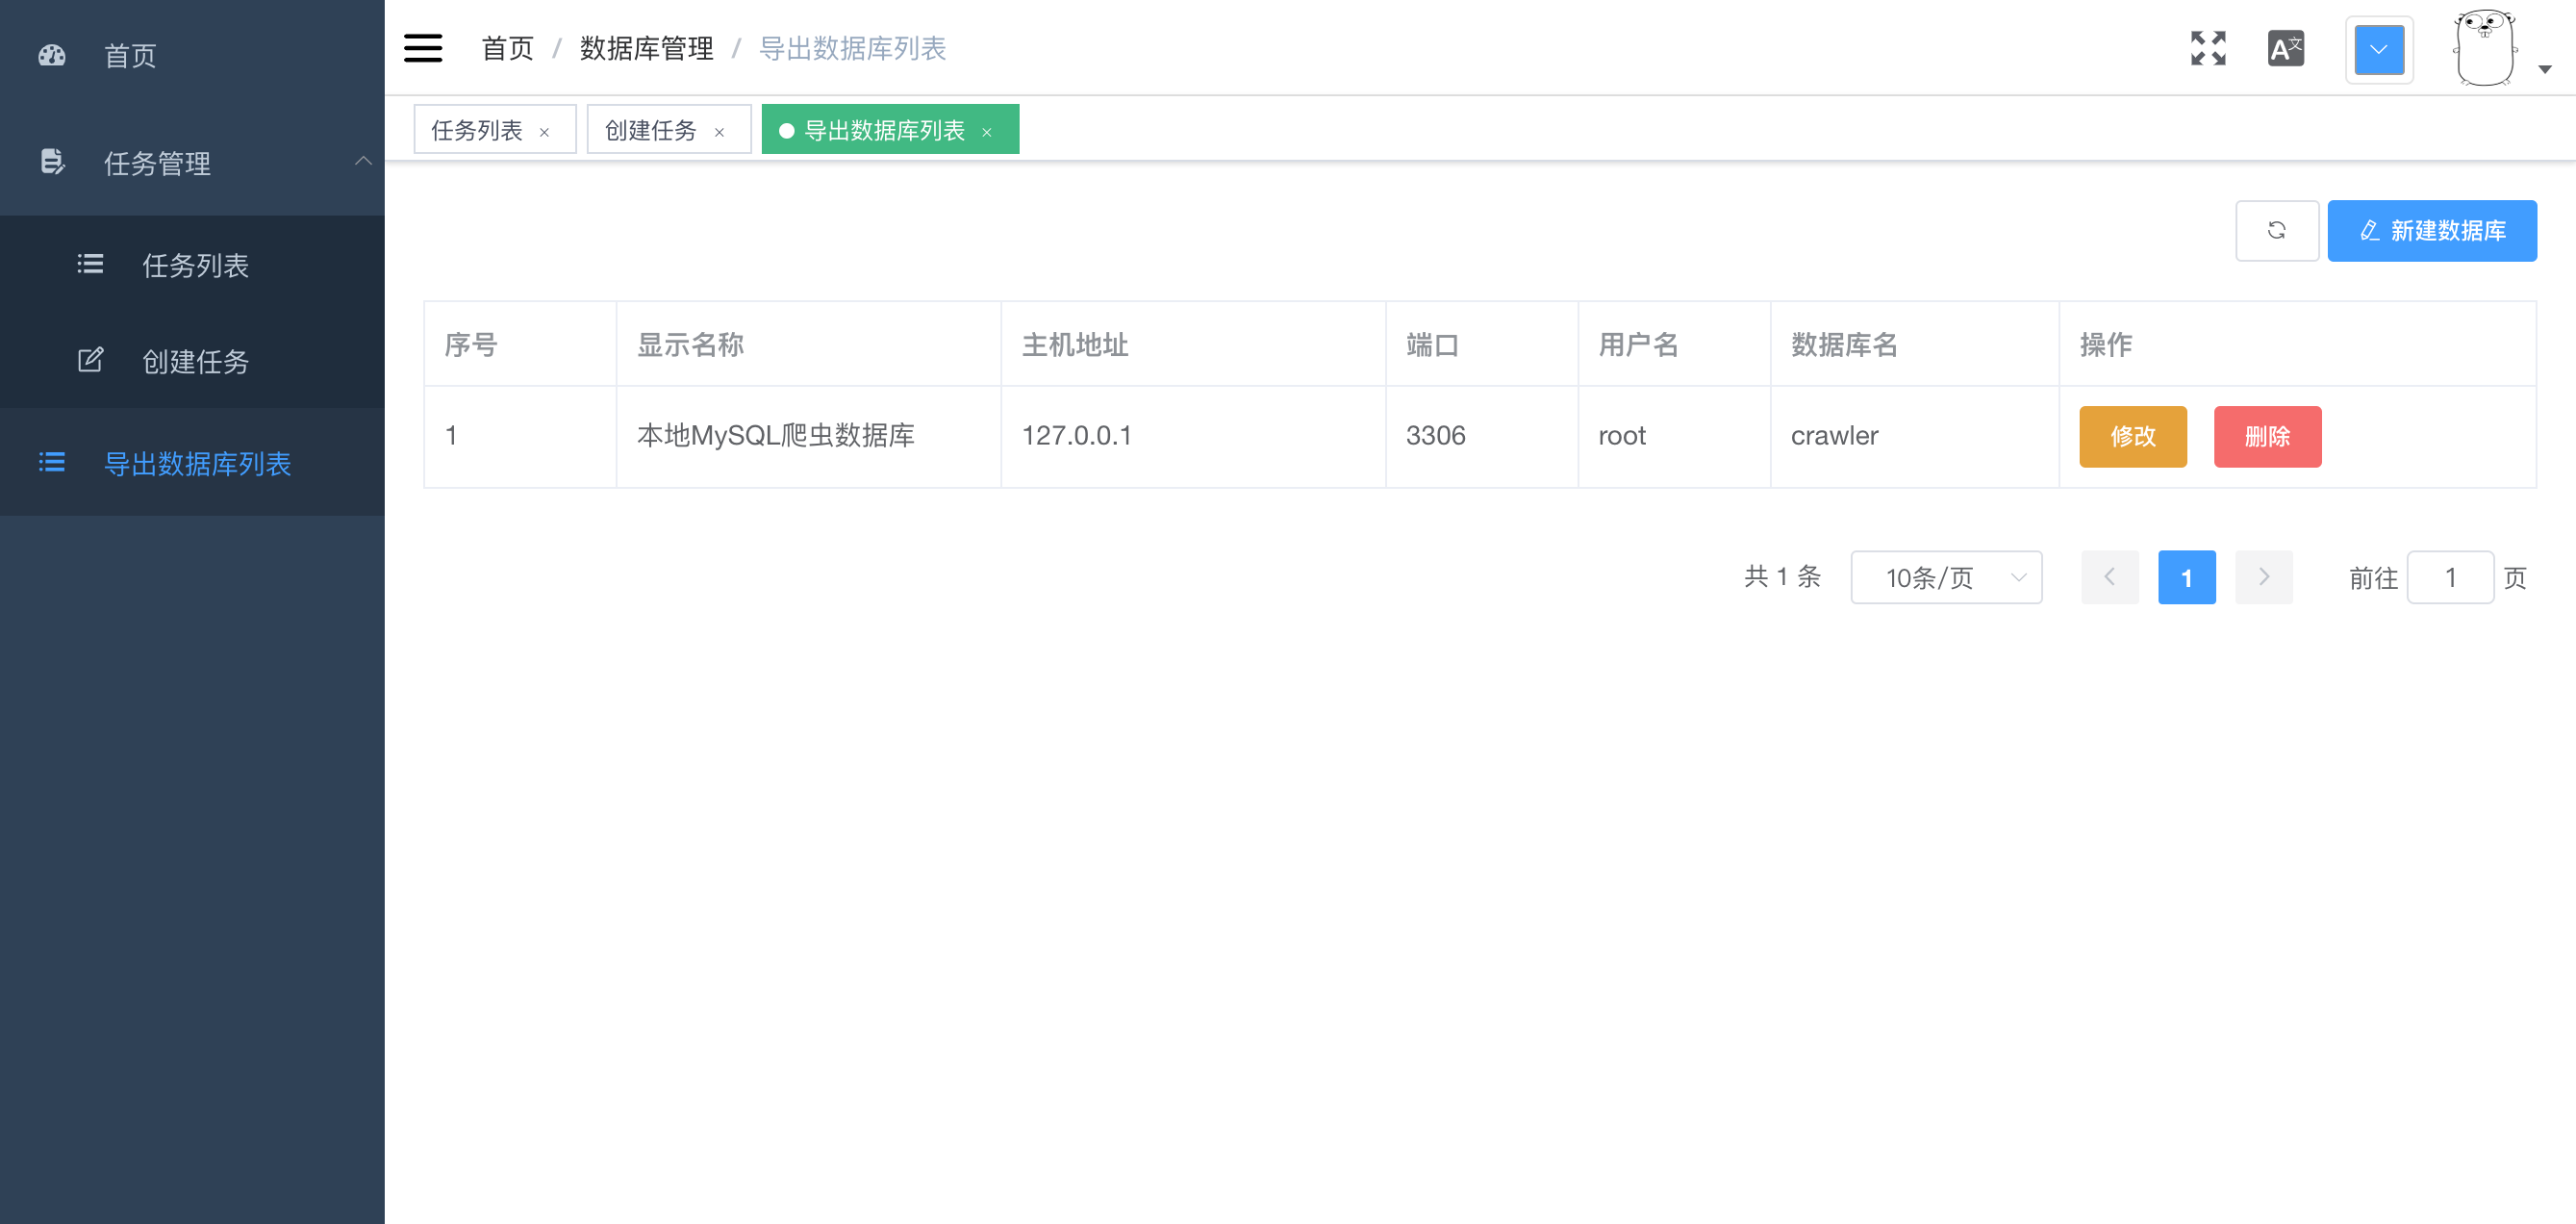 首页
任务管理
任务列表
创建任务
导出数据库列表
首页 / 数据库管理 / 导出数据库列表
A文
任务列表 × 创建任务 × 导出数据库列表 ×
新建数据库
序号 显示名称 主机地址 端口 用户名 数据库名 操作
1 本地MySQL爬虫数据库 127.0.0.1 3306 root crawler 修改 删除
共 1 条 10条/页 1 前往 1 页